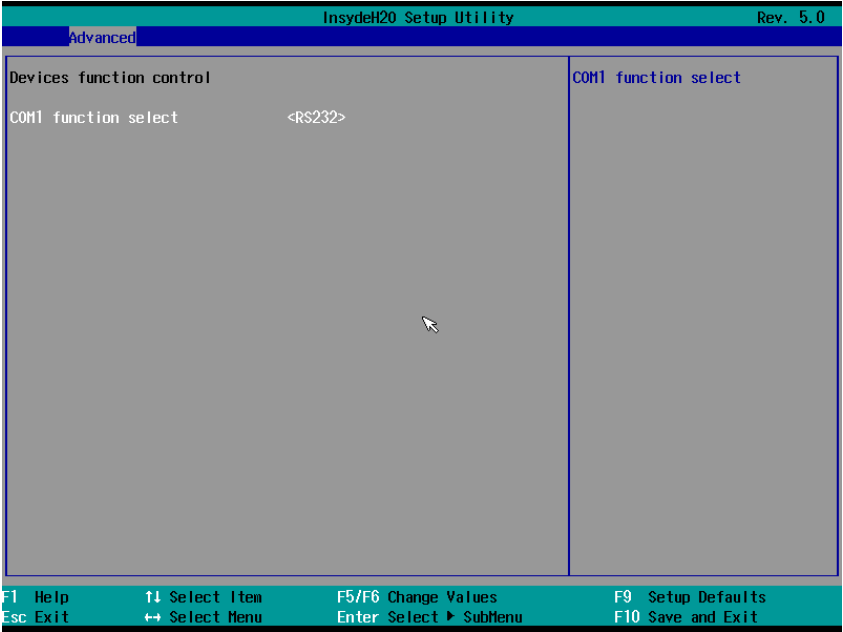 InsydeH2O Setup Utility Rev. 5.0
Advanced
Devices function control
COM1 function select <RS232>
COM1 function select
F1 Help ↑↓ Select Item F5/F6 Change Values F9 Setup Defaults
Esc Exit ↔ Select Menu Enter Select ▶ SubMenu F10 Save and Exit